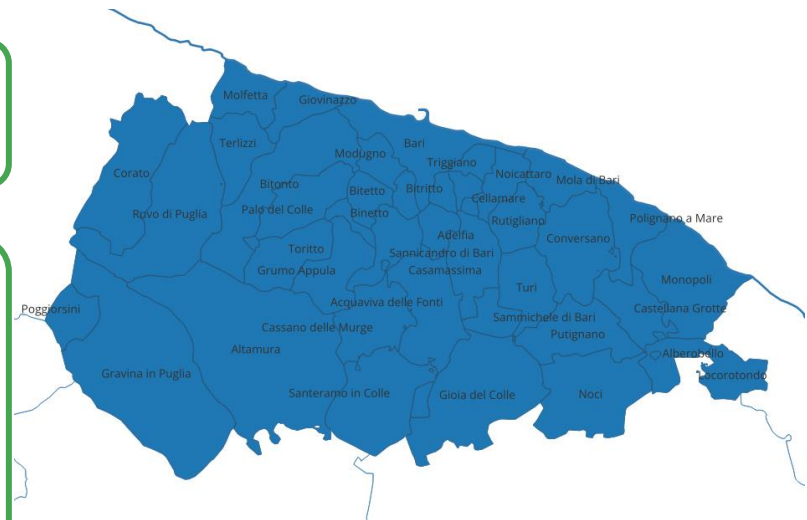 Molfetta
Giovinazzo
Terlizzi
Bari
Modugno
Triggiano
Corato
Noicattaro
Mola di Bari
Bitonto
Bitetto
Bitritto
Cellamare
Ruvo di Puglia
Palo del Colle
Binetto
Rutigliano
Polignano a Mare
Adelfia
Conversano
Toritto
Sannicandro di Bari
Grumo Appula
Casamassima
Monopoli
Turi
Acquaviva delle Fonti
Poggiorsini
Castellana Grotte
Sammichele di Bari
Cassano delle Murge
Putignano
Altamura
Alberobello
Gravina in Puglia
Locorotondo
Santeramo in Colle
Gioia del Colle
Noci